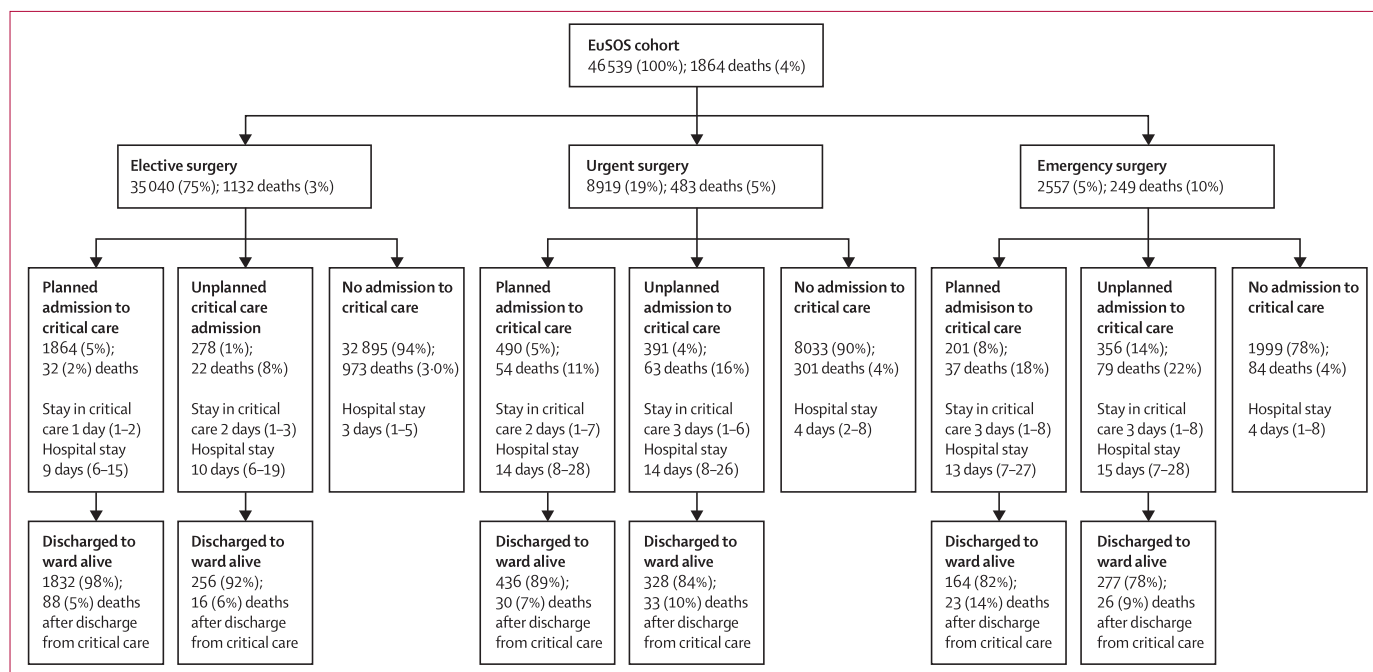 EuSOS cohort
46 539 (100%); 1864 deaths (4%)
Elective surgery
35 040 (75%); 1132 deaths (3%)
Urgent surgery
8919 (19%); 483 deaths (5%)
Emergency surgery
2557 (5%); 249 deaths (10%)
Planned
admission to
critical care
1864 (5%);
32 (2%) deaths
Stay in critical
care 1 day (1–2)
Hospital stay
9 days (6–15)
Unplanned
critical care
admission
278 (1%);
22 deaths (8%)
Stay in critical
care 2 days (1–3)
Hospital stay
10 days (6–19)
No admission to
critical care
32 895 (94%);
973 deaths (3·0%)
Hospital stay
3 days (1–5)
Planned
admission to
critical care
490 (5%);
54 deaths (11%)
Stay in critical
care 2 days (1–7)
Hospital stay
14 days (8–28)
Unplanned
admission to
critical care
391 (4%);
63 deaths (16%)
Stay in critical
care 3 days (1–6)
Hospital stay
14 days (8–26)
No admission to
critical care
8033 (90%);
301 deaths (4%)
Hospital stay
4 days (2–8)
Planned
admisison to
critical care
201 (8%);
37 deaths (18%)
Stay in critical
care 3 days (1–8)
Hospital stay
13 days (7–27)
Unplanned
admission to
critical care
356 (14%);
79 deaths (22%)
Stay in critical
care 3 days (1–8)
Hospital stay
15 days (7–28)
No admission to
critical care
1999 (78%);
84 deaths (4%)
Hospital stay
4 days (1–8)
Discharged to
ward alive
1832 (98%);
88 (5%) deaths
after discharge
from critical care
Discharged to
ward alive
256 (92%);
16 (6%) deaths
after discharge
from critical care
Discharged to
ward alive
436 (89%);
30 (7%) deaths
after discharge
from critical care
Discharged to
ward alive
328 (84%);
33 (10%) deaths
after discharge
from critical care
Discharged to
ward alive
164 (82%);
23 (14%) deaths
after discharge
from critical care
Discharged to
ward alive
277 (78%);
26 (9%) deaths
after discharge
from critical care